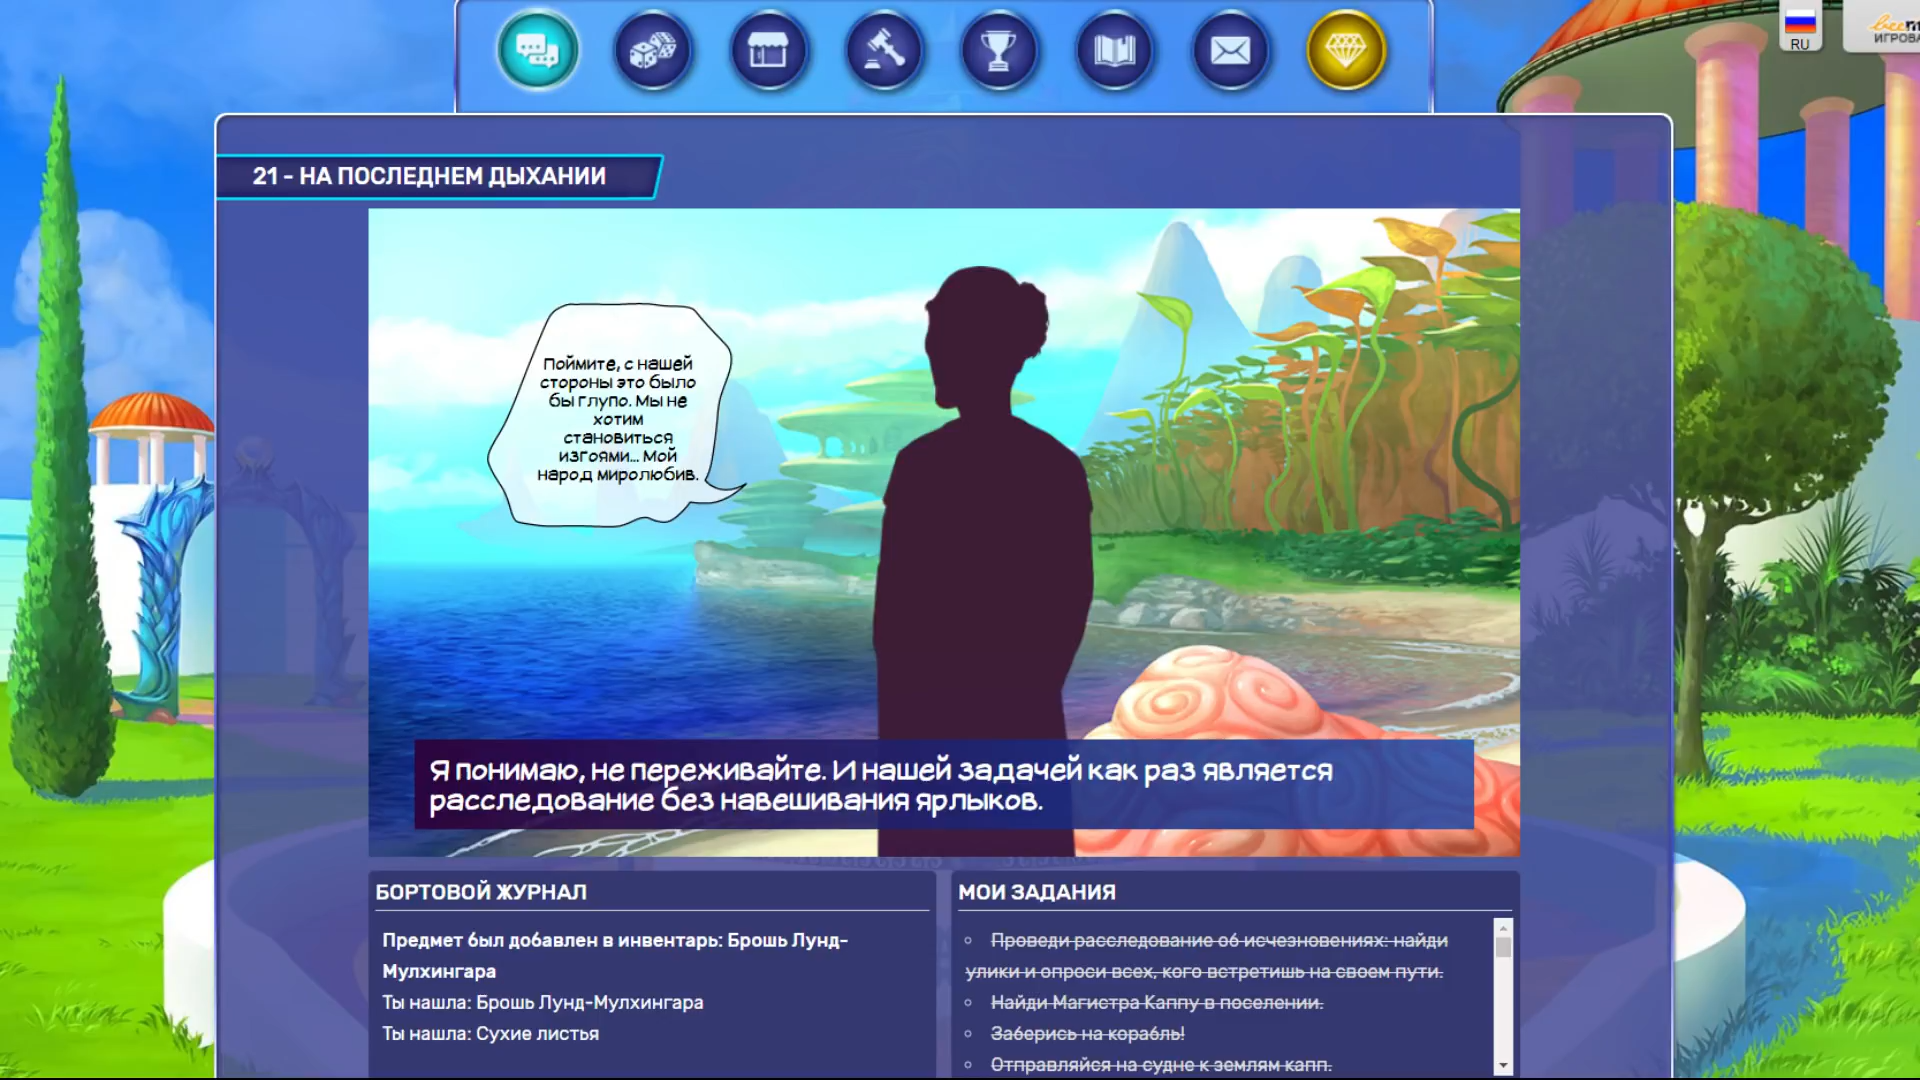 RU
21 - НА ПОСЛЕДНЕМ ДЫХАНИИ
Поймите, с нашей
стороны это было
бы глупо. Мы не
хотим
становиться
изгоями... Мой
народ миролюбив.
Я понимаю, не переживайте. И нашей задачей как раз является
расследование без навешивания ярлыков.
БОРТОВОЙ ЖУРНАЛ
Предмет был добавлен в инвентарь: Брошь Лунд-
Мулхингара
Ты нашла: Брошь Лунд-Мулхингара
Ты нашла: Сухие листья
МОИ ЗАДАНИЯ
Проведи расследование об исчезновениях: найди
улики и опроси всех, кого встретишь на своем пути.
Найди Магистра Каппу в поселении.
Заберись на корабль!
Отправляйся на судне к землям капп.